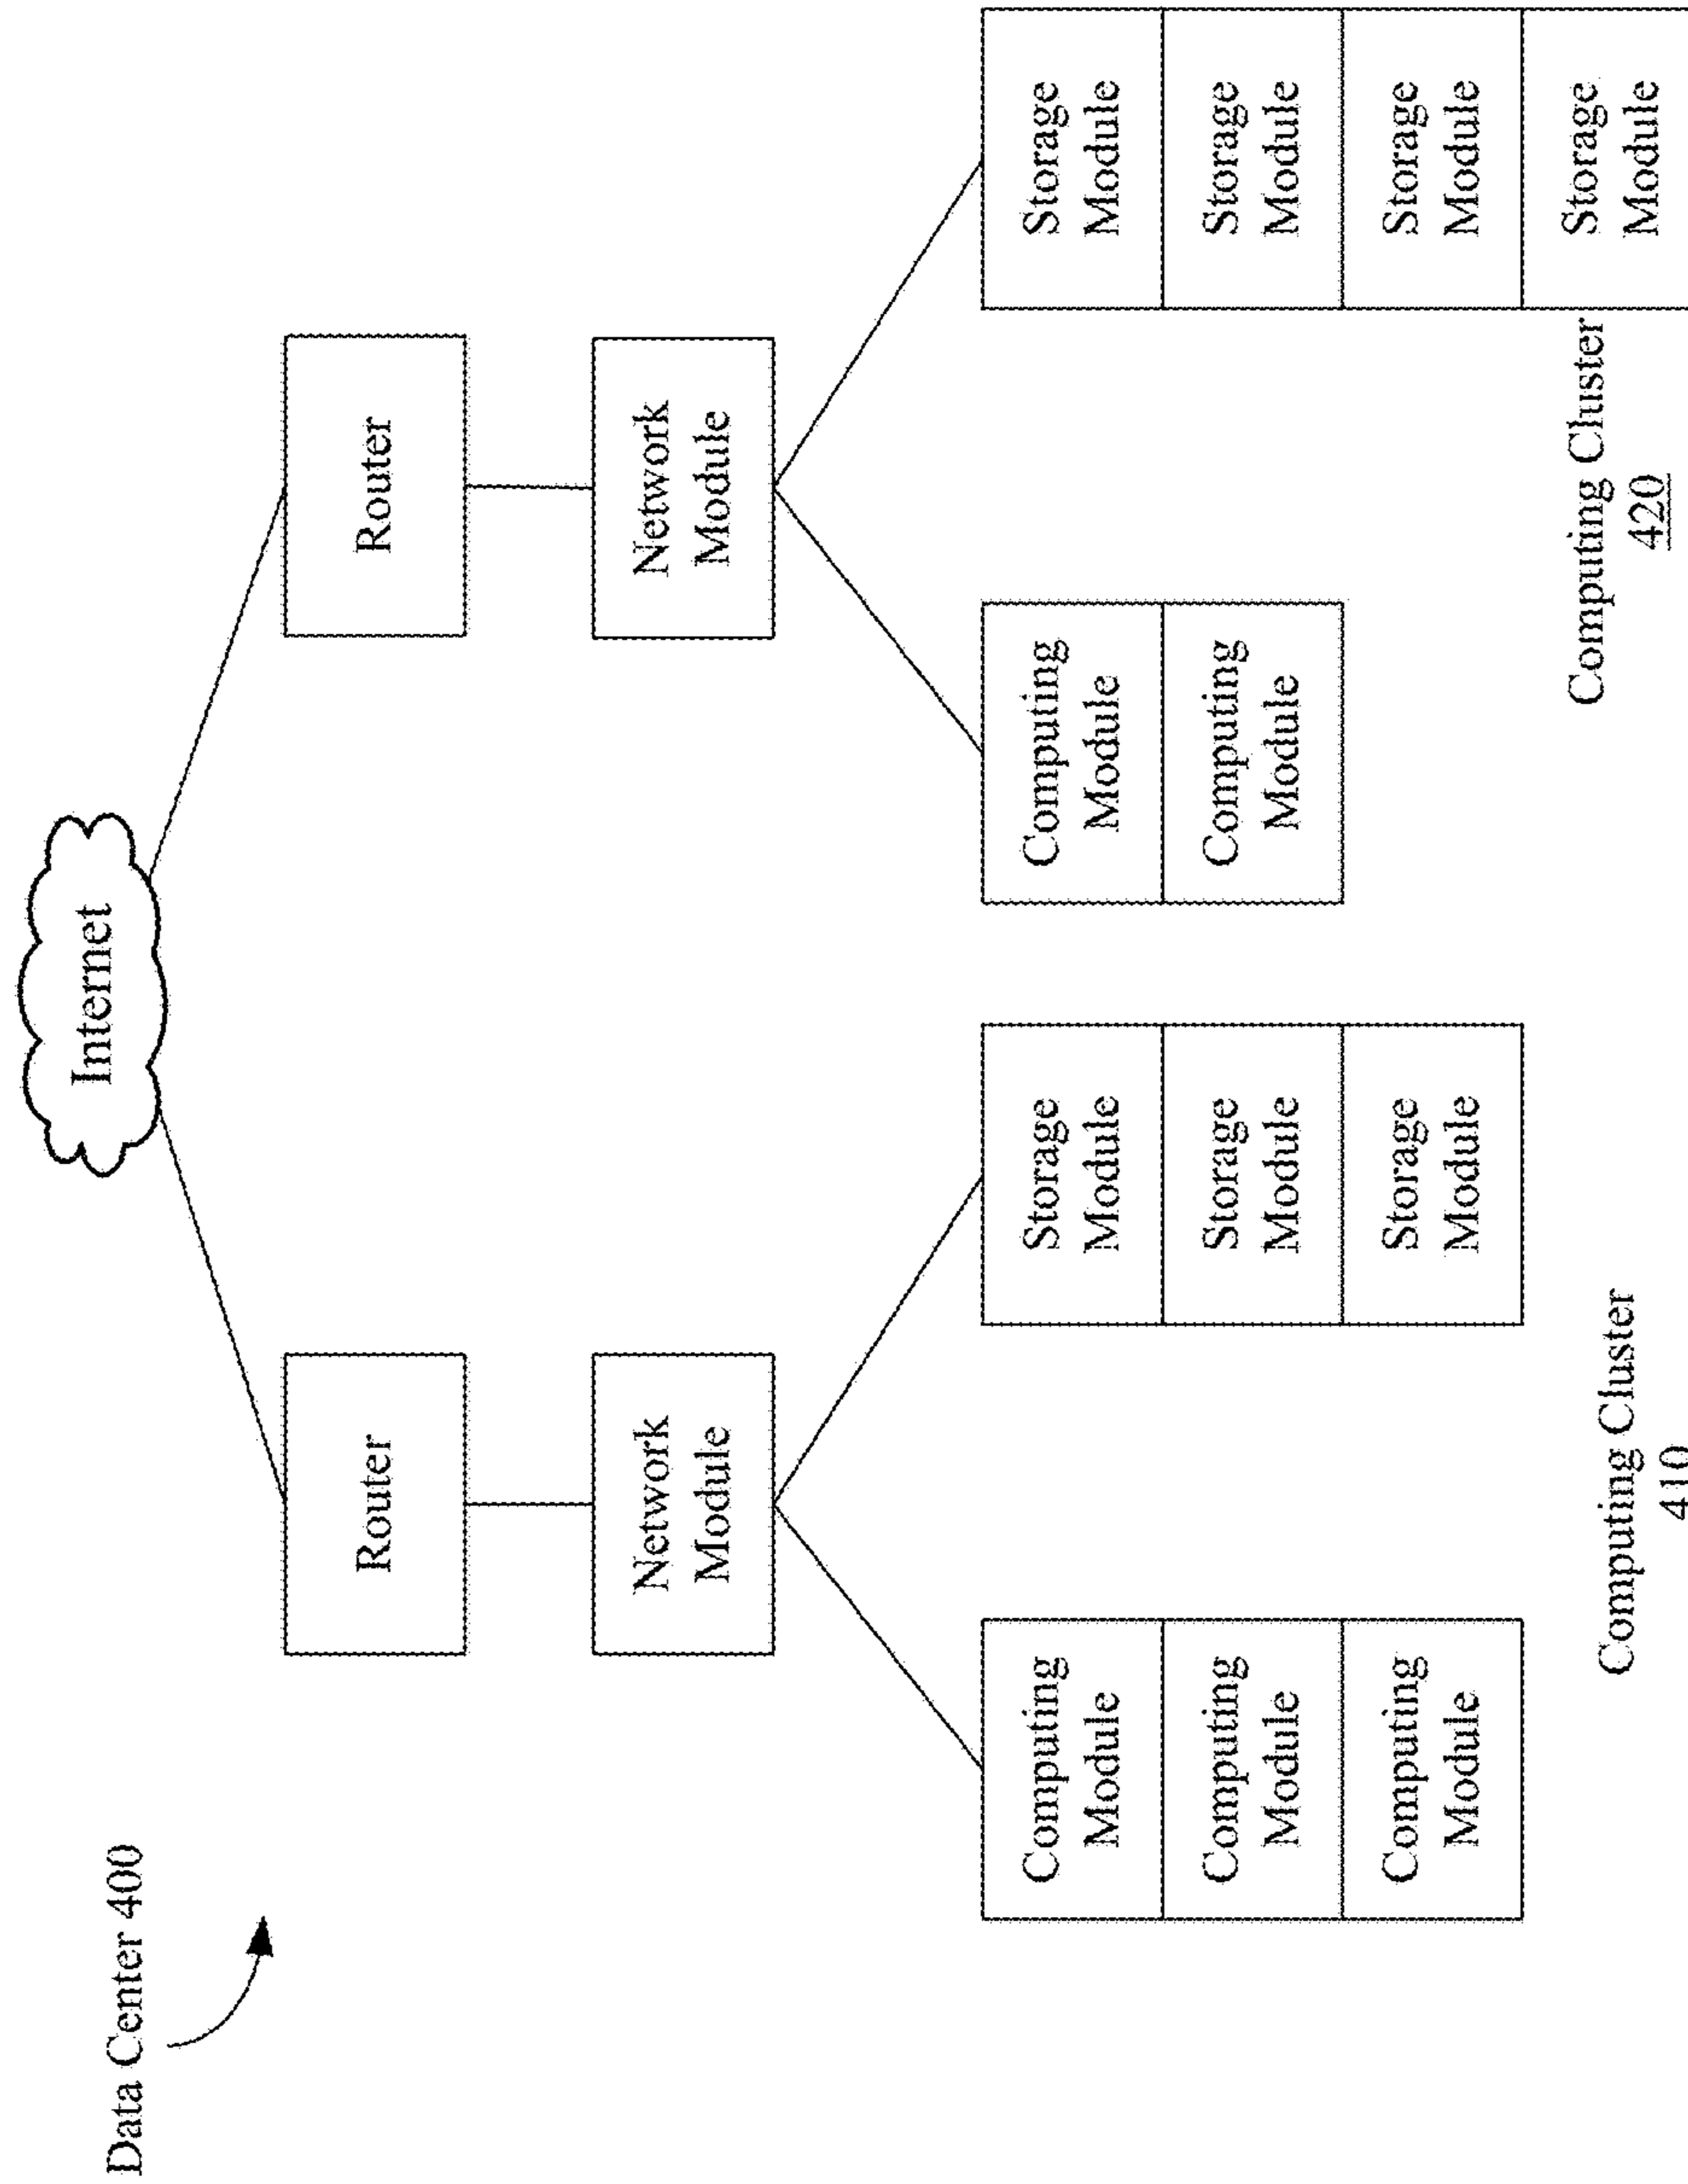 Data Center 400
Internet
Router
Router
Network
Module
Network
Module
Computing
Module
Computing
Module
Computing
Module
Storage
Module
Storage
Module
Storage
Module
Computing
Module
Computing
Module
Storage
Module
Storage
Module
Storage
Module
Storage
Module
Computing Cluster
410
Computing Cluster
420